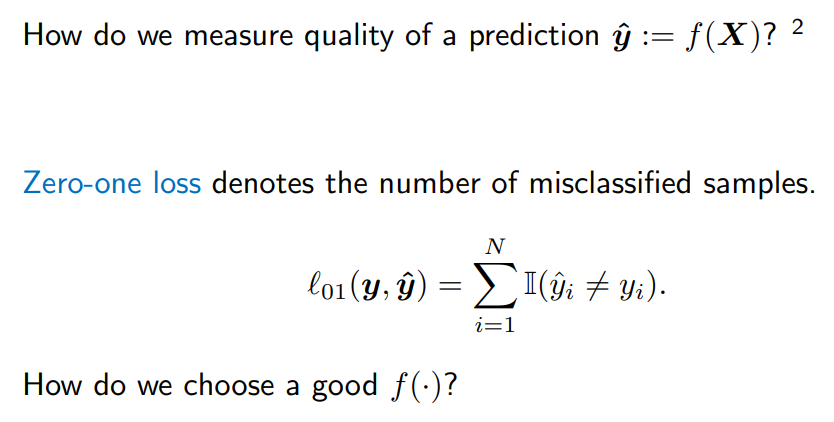 How do we measure quality of a prediction ŷ := f(X)? ²
Zero-one loss denotes the number of misclassified samples.
ℓ₀₁(y, ŷ) = ∑_{i=1}^{N} 𝕀(ŷᵢ ≠ yᵢ).
How do we choose a good f(·)?